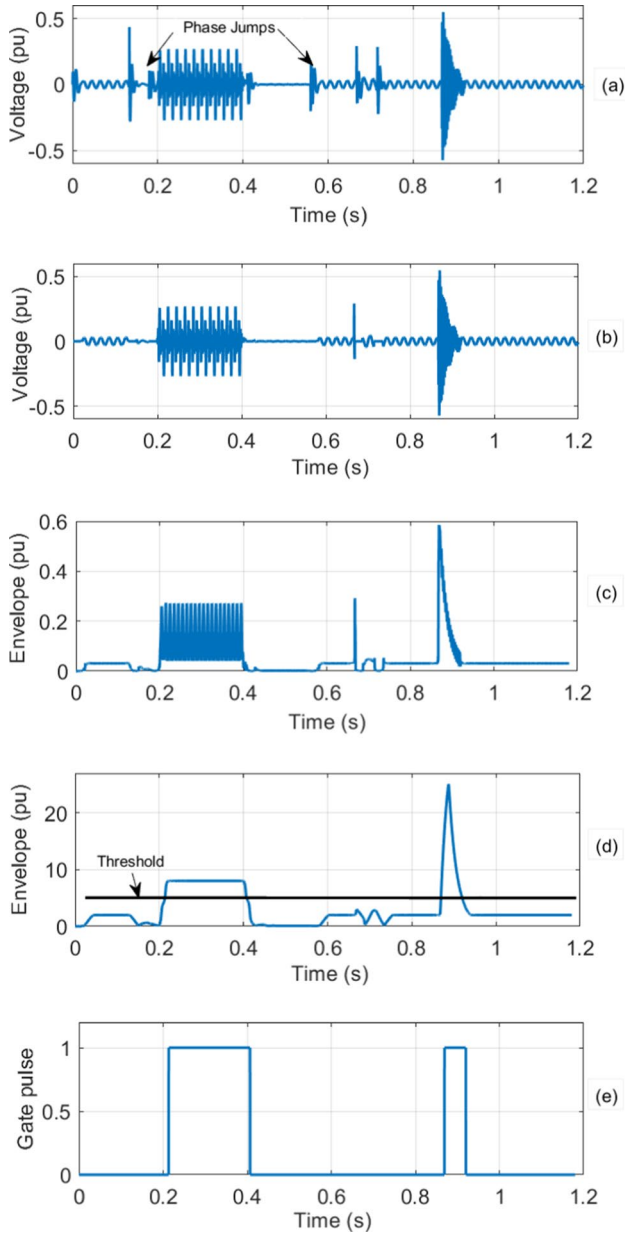 0.5
Phase Jumps
Voltage (pu)
0
(a)
-0.5
0 0.2 0.4 0.6 0.8 1 1.2
Time (s)
0.5
Voltage (pu)
0
(b)
-0.5
0 0.2 0.4 0.6 0.8 1 1.2
Time (s)
0.6
Envelope (pu)
0.4
(c)
0.2
0
0 0.2 0.4 0.6 0.8 1 1.2
Time (s)
20
Envelope (pu)
(d)
Threshold
10
0
0 0.2 0.4 0.6 0.8 1 1.2
Time (s)
1
Gate pulse
0.5
(e)
0
0 0.2 0.4 0.6 0.8 1 1.2
Time (s)